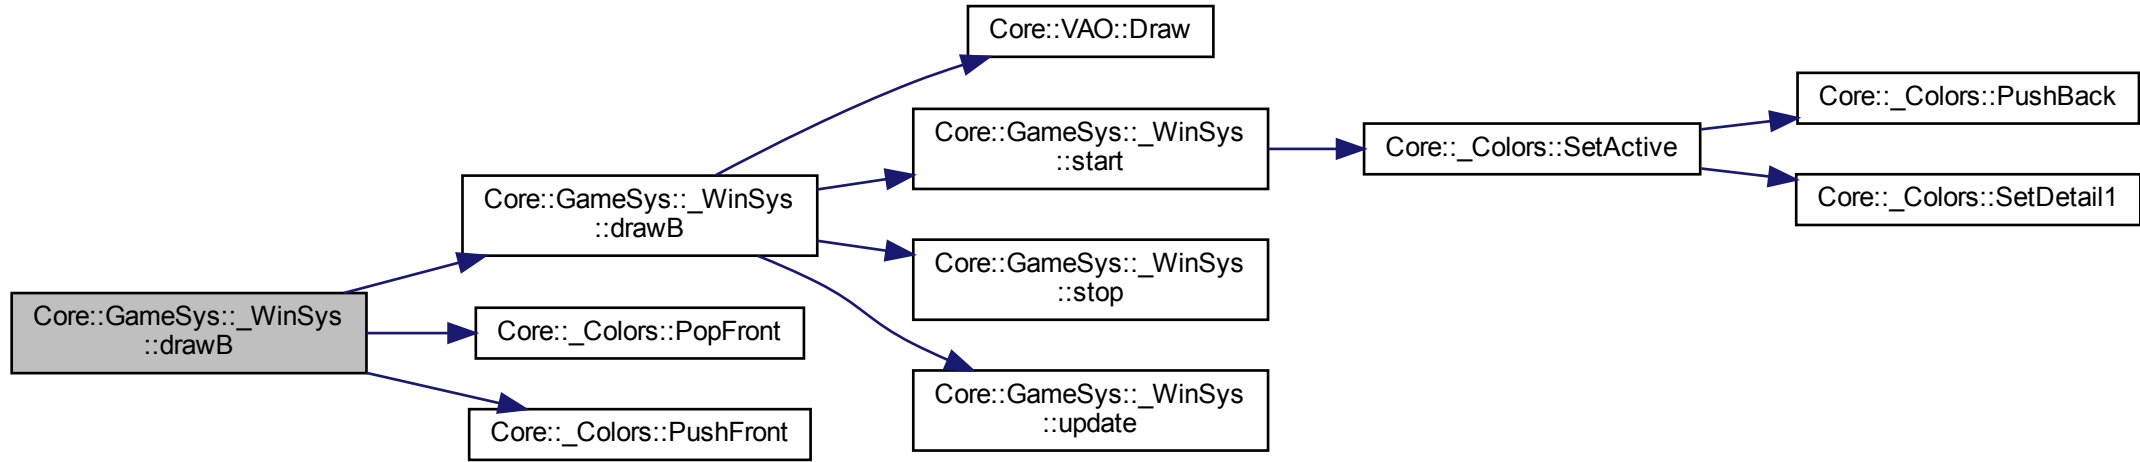 Core::GameSys::_WinSys
::drawB
Core::GameSys::_WinSys
::drawB
Core::_Colors::PopFront
Core::_Colors::PushFront
Core::VAO::Draw
Core::GameSys::_WinSys
::start
Core::GameSys::_WinSys
::stop
Core::GameSys::_WinSys
::update
Core::_Colors::SetActive
Core::_Colors::PushBack
Core::_Colors::SetDetail1